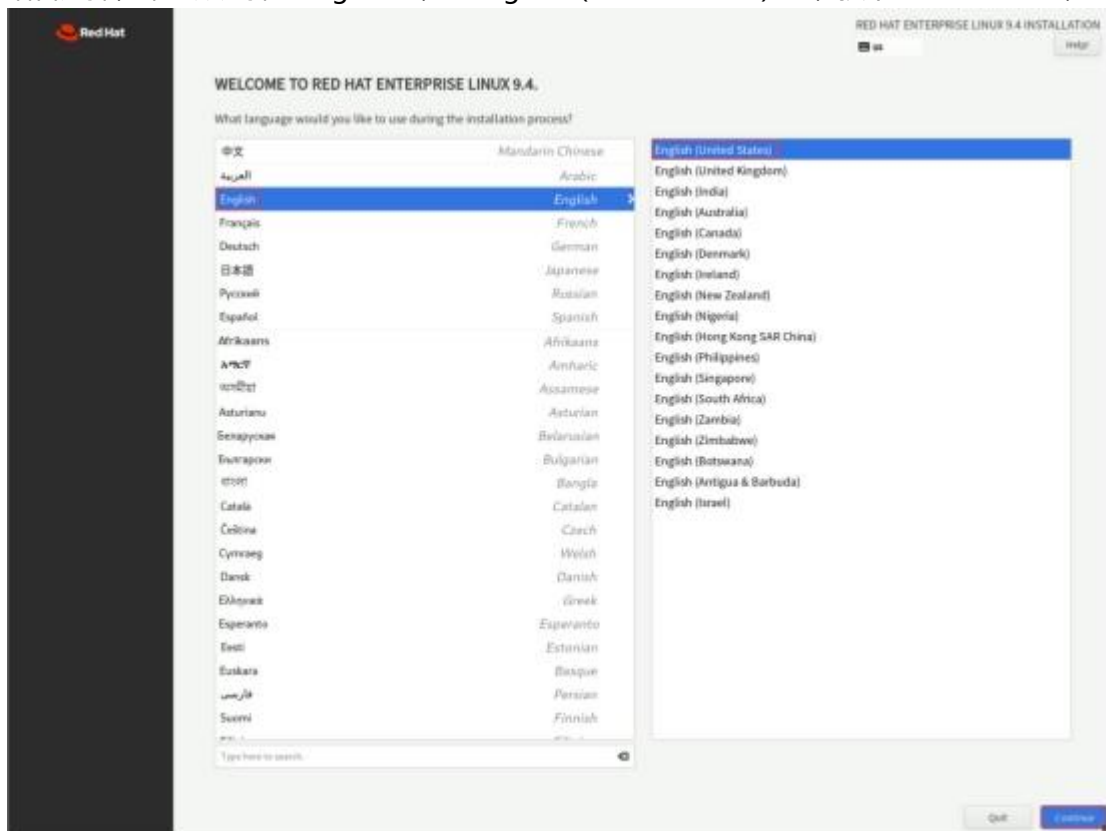 Red Hat
RED HAT ENTERPRISE LINUX 9.4 INSTALLATION
us
Help!
WELCOME TO RED HAT ENTERPRISE LINUX 9.4.
What language would you like to use during the installation process?
中文 Mandarin Chinese
العربية Arabic
English English
Français French
Deutsch German
日本語 Japanese
Русский Russian
Español Spanish
Afrikaans Afrikaans
አማርኛ Amharic
অসমীয়া Assamese
Asturianu Asturian
Беларуская Belarusian
Български Bulgarian
বাংলা Bangla
Català Catalan
Čeština Czech
Cymraeg Welsh
Dansk Danish
Ελληνικά Greek
Esperanto Esperanto
Eesti Estonian
Euskara Basque
فارسی Persian
Suomi Finnish
Type here to search.
English (United States)
English (United Kingdom)
English (India)
English (Australia)
English (Canada)
English (Denmark)
English (Ireland)
English (New Zealand)
English (Nigeria)
English (Hong Kong SAR China)
English (Philippines)
English (Singapore)
English (South Africa)
English (Zambia)
English (Zimbabwe)
English (Botswana)
English (Antigua & Barbuda)
English (Israel)
Quit
Continue